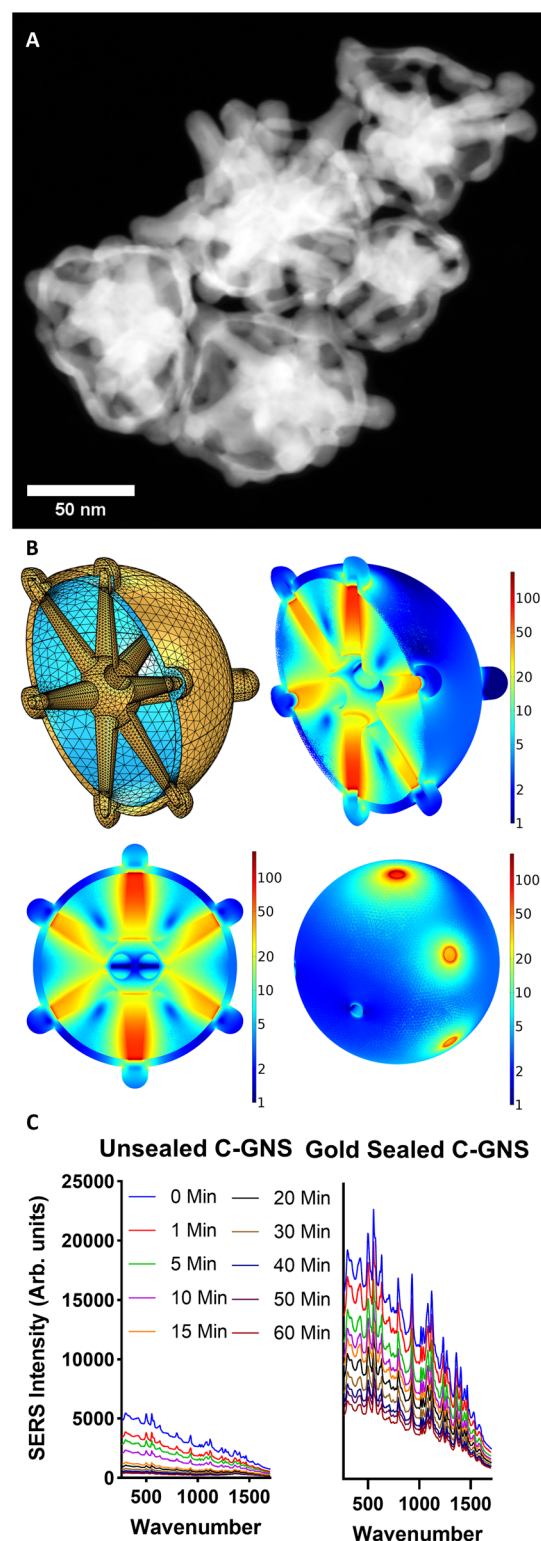 A
50 nm
B
100
50
20
10
5
2
1
100
50
20
10
5
2
1
100
50
20
10
5
2
1
C
Unsealed C-GNS Gold Sealed C-GNS
SERS Intensity (Arb. units)
25000
20000
15000
10000
5000
0
0 Min 20 Min
1 Min 30 Min
5 Min 40 Min
10 Min 50 Min
15 Min 60 Min
500 1000 1500
500 1000 1500
Wavenumber Wavenumber